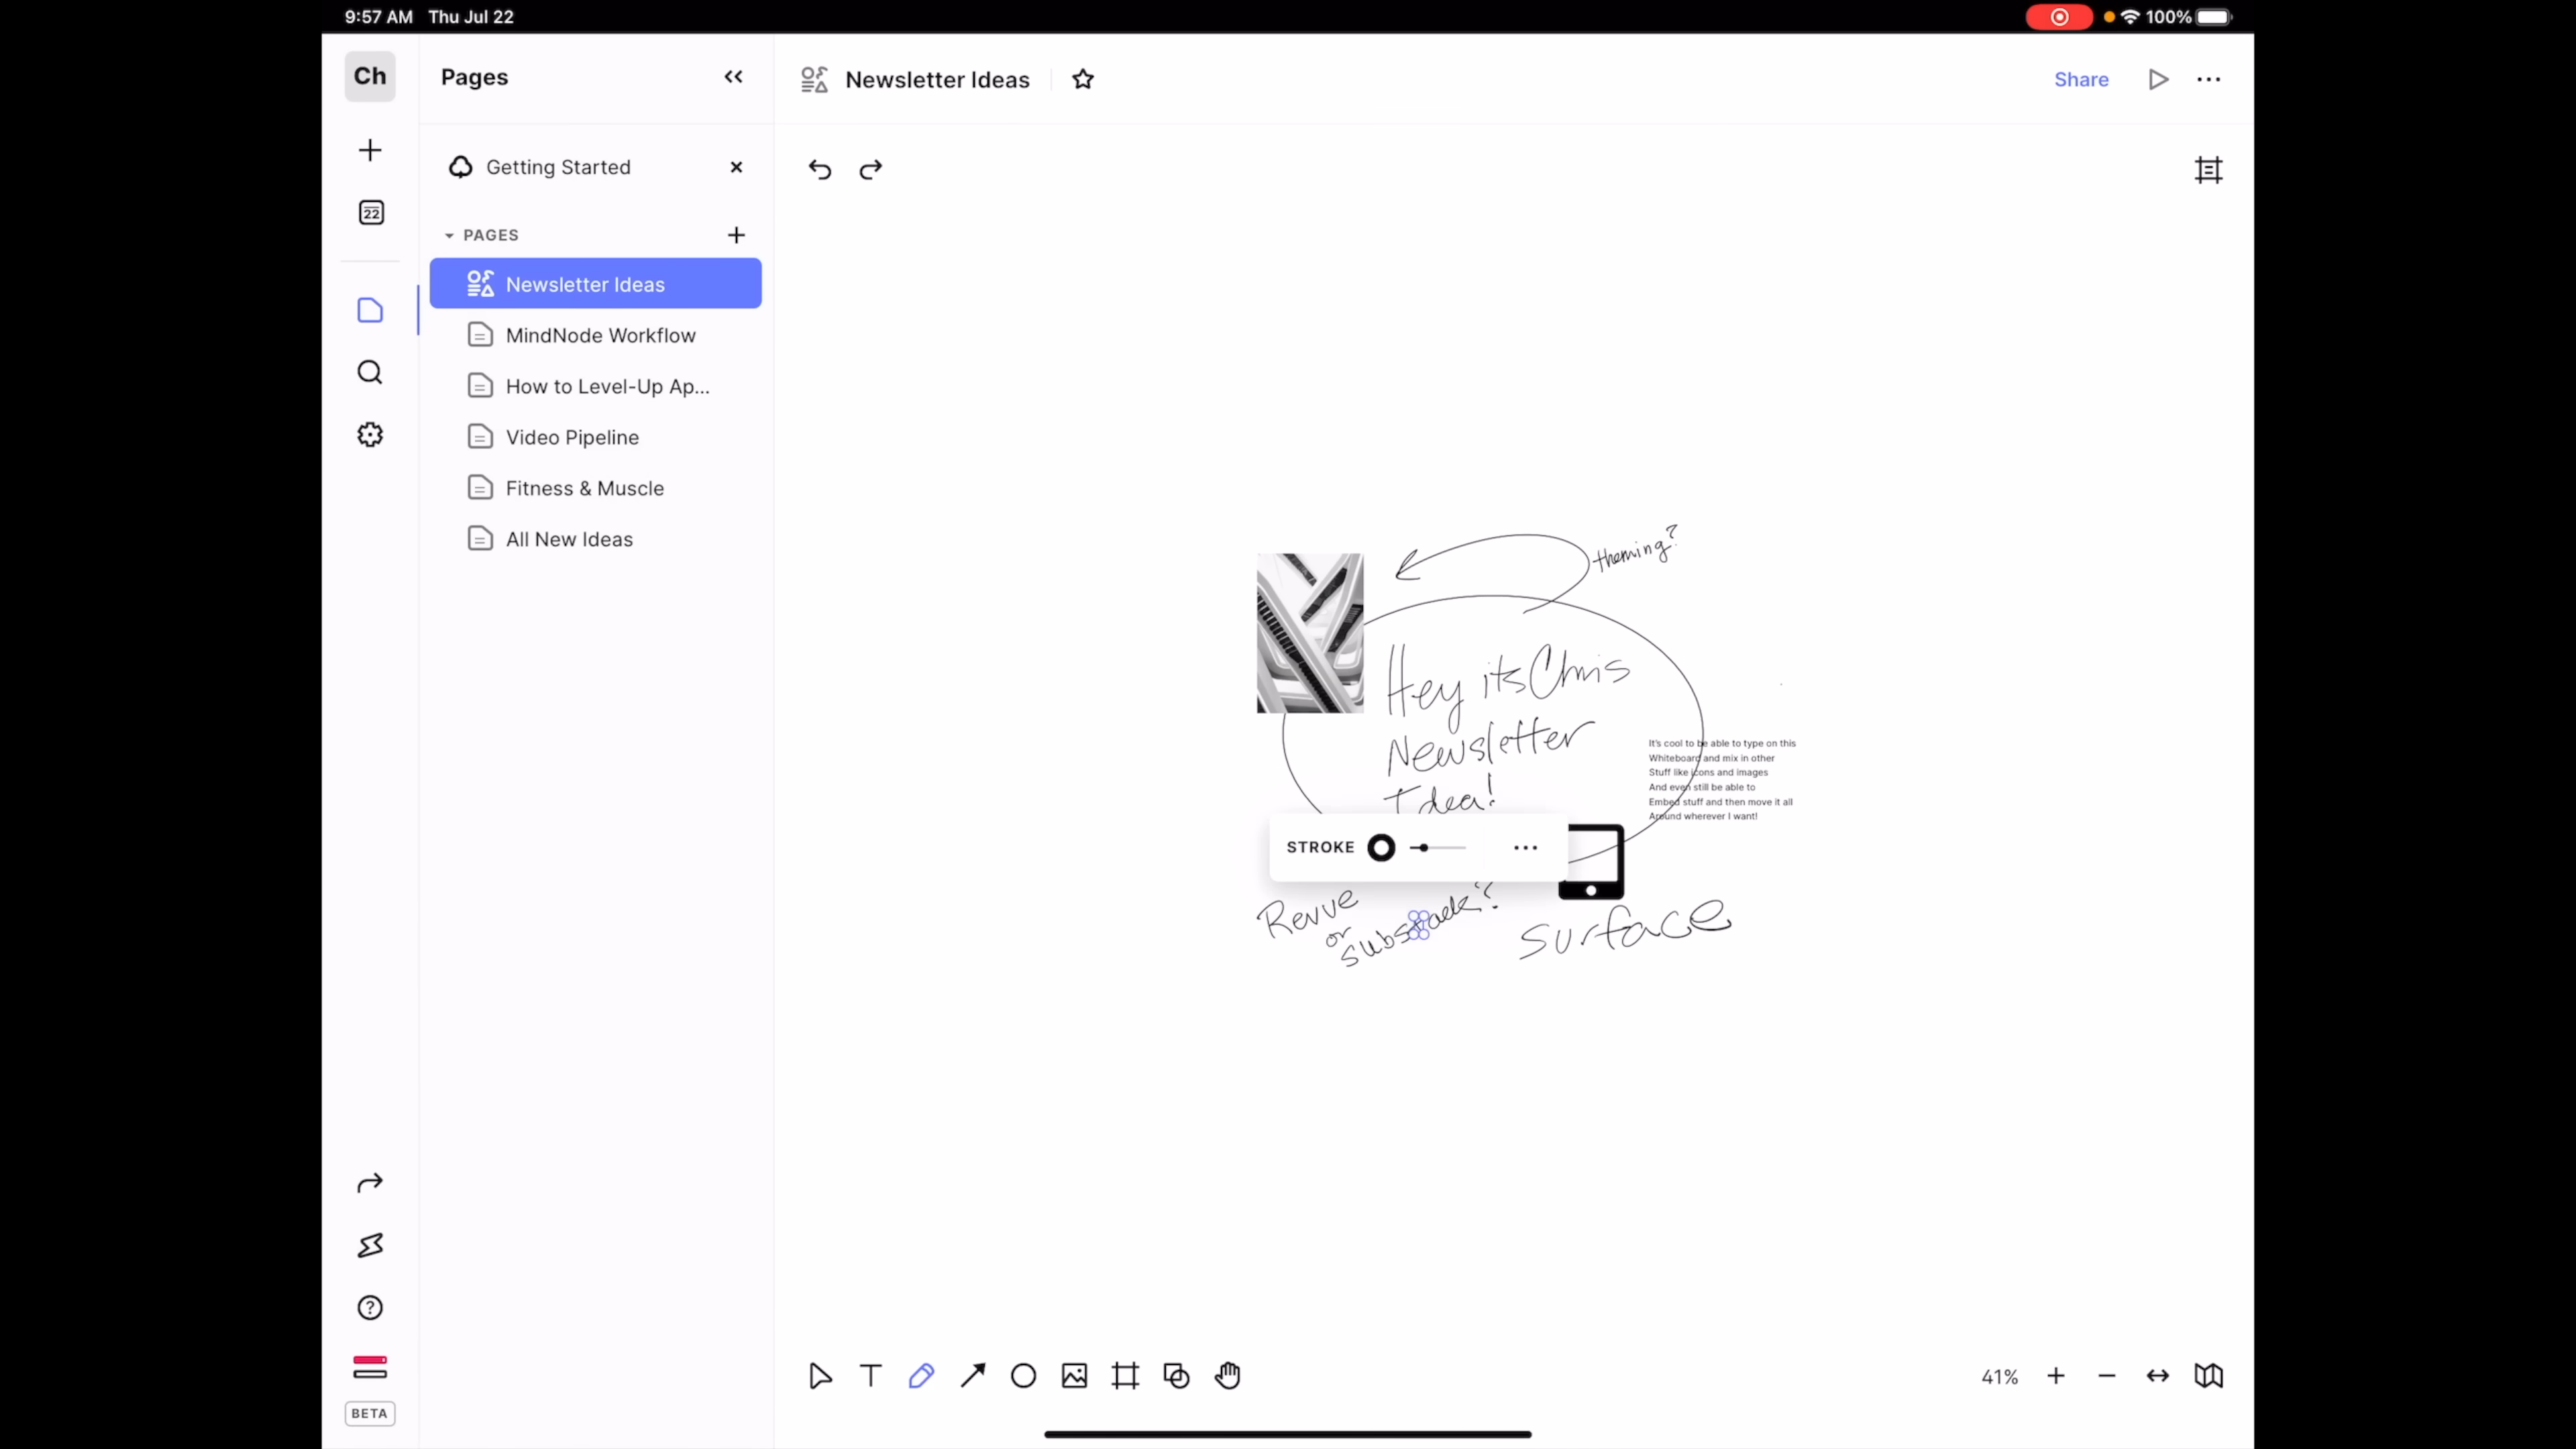 9:57 AM Thu Jul 22
100%
Ch
Pages
Newsletter Ideas
Share
Getting Started
22
PAGES
Newsletter Ideas
MindNode Workflow
How to Level-Up Ap...
Video Pipeline
Fitness & Muscle
All New Ideas
theming?
Hey its Chris
Newsletter
Idea!
It's cool to be able to type on this
Whiteboard and mix in other
Stuff like icons and images
And even still be able to
Embed stuff and then move it all
Around wherever I want!
STROKE
Revue
or
substack?
Surface
BETA
T
41%